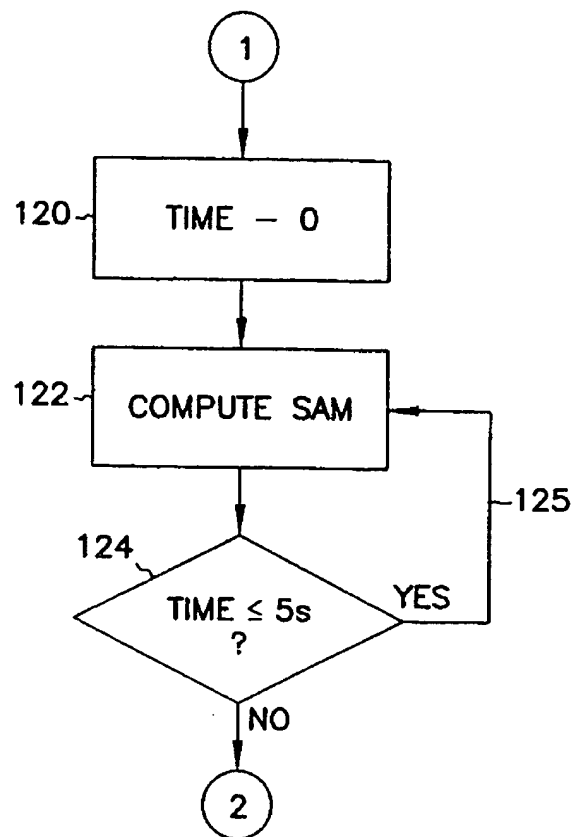 1
120
TIME - 0
122
COMPUTE SAM
125
124
TIME ≤ 5s
?
YES
NO
2